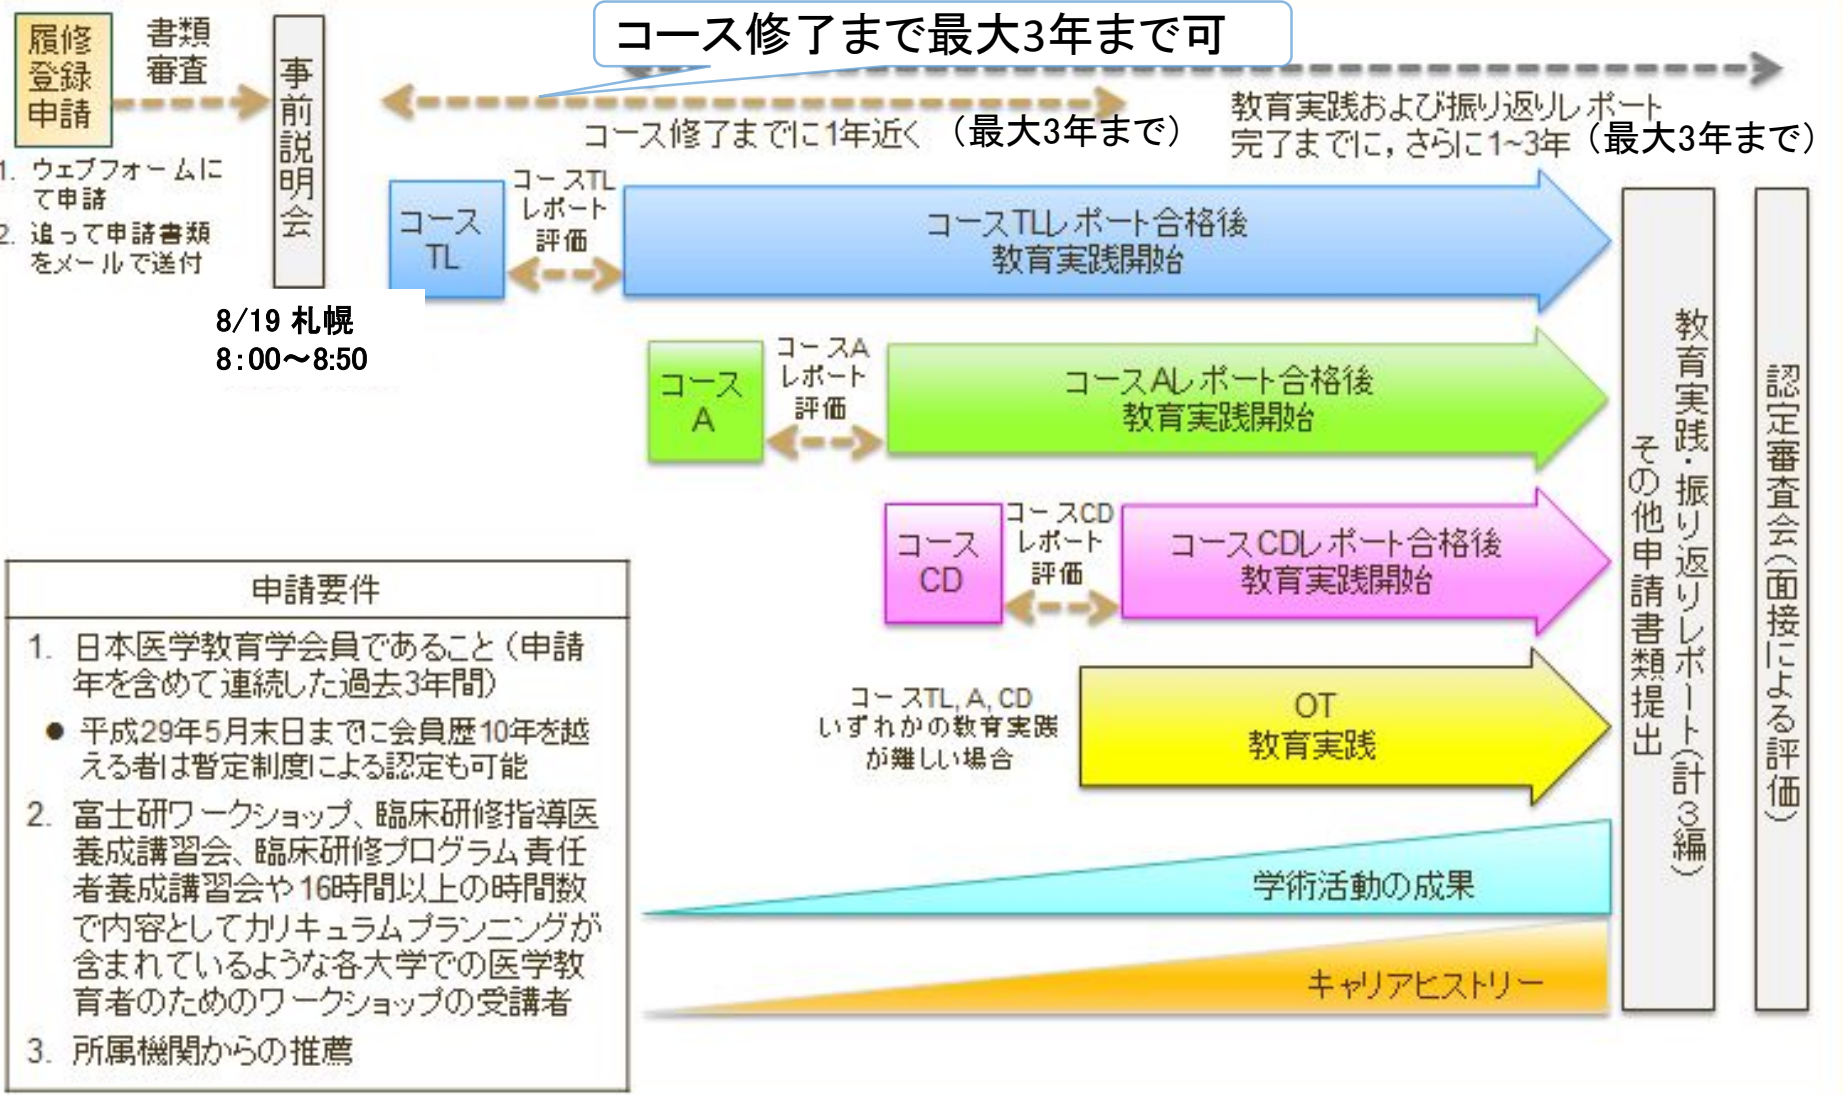 コース修了まで最大3年まで可
履修
登録
申請
書類
審査
1. ウェブフォームに
て申請
2. 追って申請書類
をメールで送付
事前説明会
8/19 札幌
8:00～8:50
コース修了までに1年近く（最大3年まで）
教育実践および振り返りレポート
完了までに，さらに1~3年（最大3年まで）
コース
TL
コースTL
レポート
評価
コースTLレポート合格後
教育実践開始
コース
A
コースA
レポート
評価
コースAレポート合格後
教育実践開始
コース
CD
コースCD
レポート
評価
コースCDレポート合格後
教育実践開始
コースTL, A, CD
いずれかの教育実践
が難しい場合
OT
教育実践
学術活動の成果
キャリアヒストリー
教育実践・振り返りレポート（計３編）
その他申請書類提出
認定審査会（面接による評価）
申請要件
1. 日本医学教育学会員であること（申請
年を含めて連続した過去3年間）
● 平成29年5月末日までに会員歴10年を越
える者は暫定制度による認定も可能
2. 富士研ワークショップ、臨床研修指導医
養成講習会、臨床研修プログラム責任
者養成講習会や16時間以上の時間数
で内容としてカリキュラムプランニングが
含まれているような各大学での医学教
育者のためのワークショップの受講者
3. 所属機関からの推薦